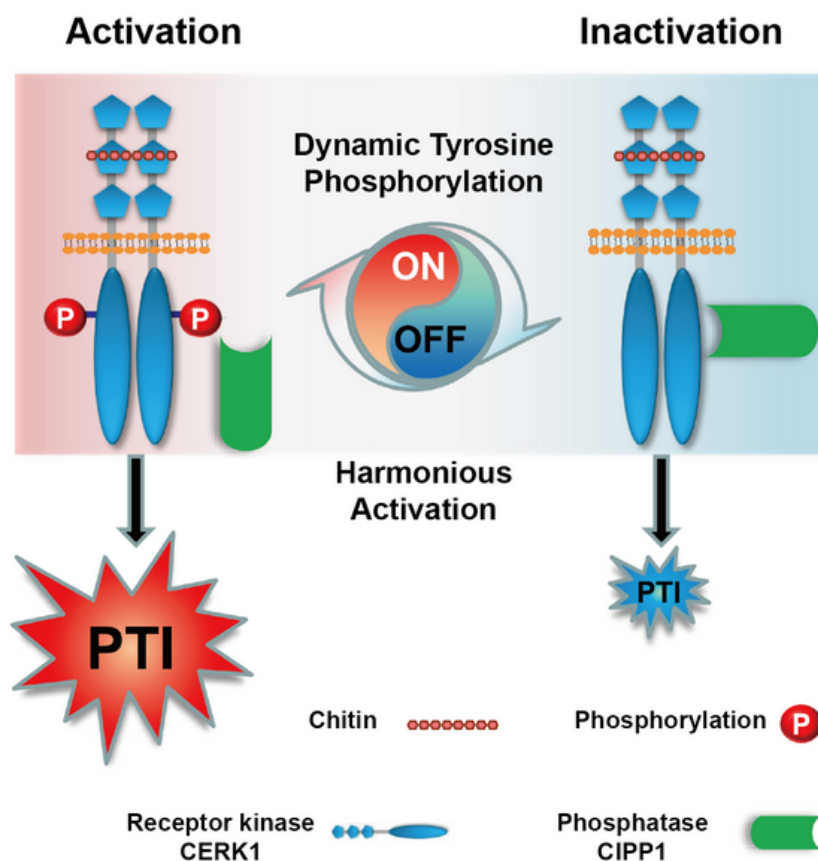 Activation
Inactivation
Dynamic Tyrosine
Phosphorylation
ON
OFF
P
P
Harmonious
Activation
PTI
PTI
Chitin
Phosphorylation
P
Receptor kinase
CERK1
Phosphatase
CIPP1